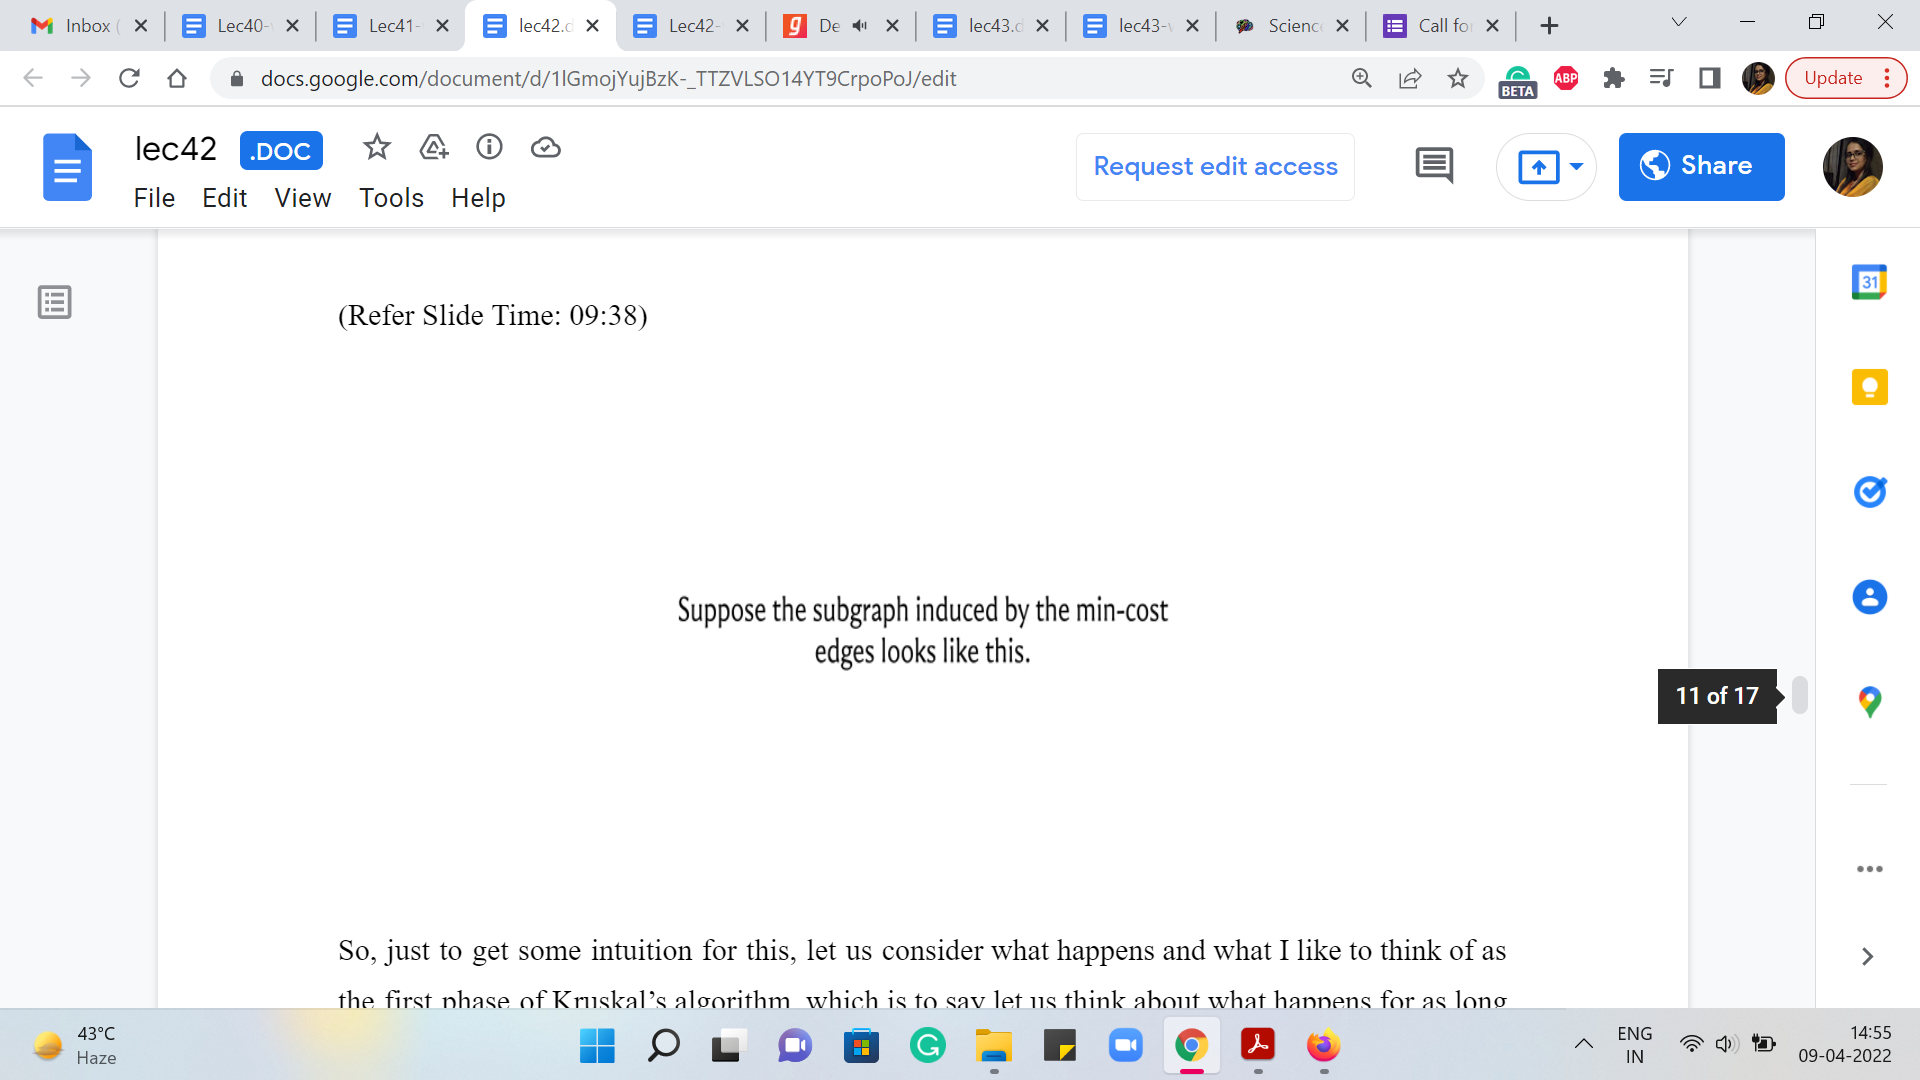 Inbox (
Lec40-
Lec41-
lec42.d
Lec42-
De
lec43.d
lec43-
Science
Call fo
docs.google.com/document/d/1lGmojYujBzK-_TTZVLSO14YT9CrpoPoJ/edit
BETA
ABP
Update
lec42
.DOC
File Edit View Tools Help
Request edit access
Share
31
(Refer Slide Time: 09:38)
Suppose the subgraph induced by the min-cost
edges looks like this.
11 of 17
So, just to get some intuition for this, let us consider what happens and what I like to think of as
the first phase of Kruskal’s algorithm, which is to say let us think about what happens for as long
43°C
Haze
ENG
IN
14:55
09-04-2022